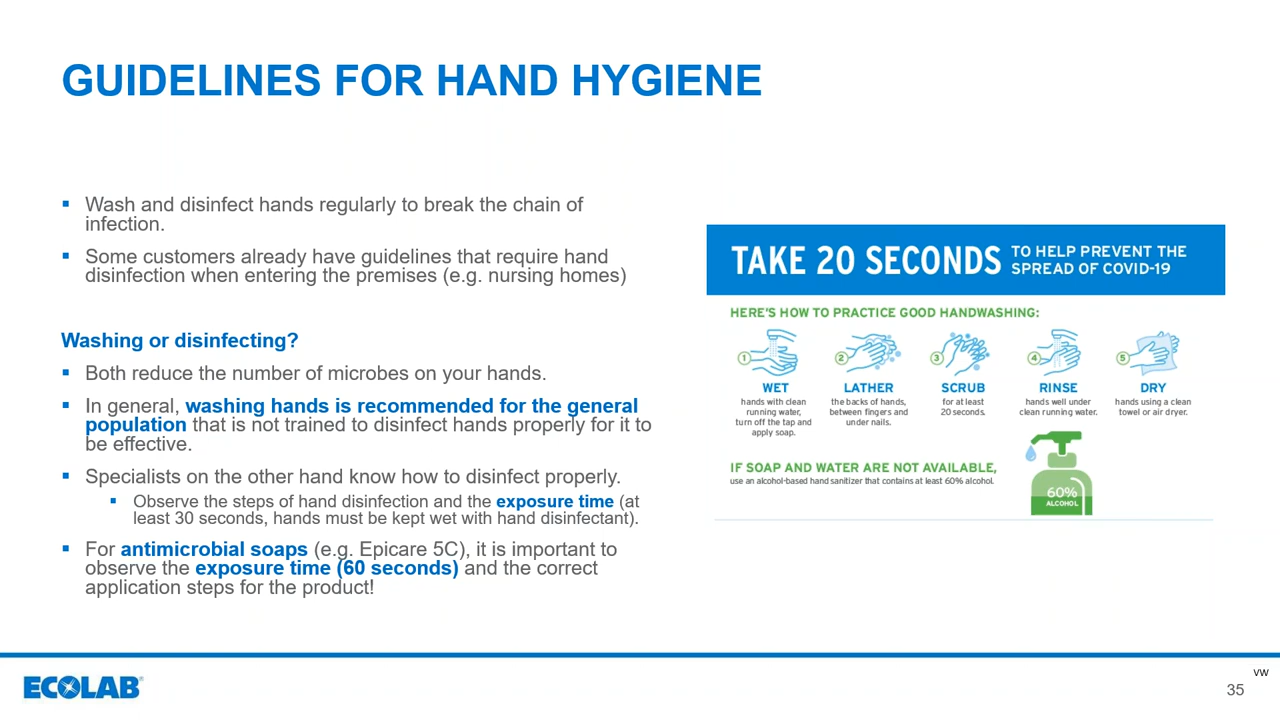 GUIDELINES FOR HAND HYGIENE
▪ Wash and disinfect hands regularly to break the chain of
infection.
▪ Some customers already have guidelines that require hand
disinfection when entering the premises (e.g. nursing homes)
Washing or disinfecting?
▪ Both reduce the number of microbes on your hands.
▪ In general, washing hands is recommended for the general
population that is not trained to disinfect hands properly for it to
be effective.
▪ Specialists on the other hand know how to disinfect properly.
▪ Observe the steps of hand disinfection and the exposure time (at
least 30 seconds, hands must be kept wet with hand disinfectant).
▪ For antimicrobial soaps (e.g. Epicare 5C), it is important to
observe the exposure time (60 seconds) and the correct
application steps for the product!
TAKE 20 SECONDS
TO HELP PREVENT THE
SPREAD OF COVID-19
HERE'S HOW TO PRACTICE GOOD HANDWASHING:
1
WET
hands with clean
running water,
turn off the tap and
apply soap.
2
LATHER
the backs of hands,
between fingers and
under nails.
3
SCRUB
for at least
20 seconds.
4
RINSE
hands well under
clean running water.
5
DRY
hands using a clean
towel or air dryer.
IF SOAP AND WATER ARE NOT AVAILABLE,
use an alcohol-based hand sanitizer that contains at least 60% alcohol.
60%
ALCOHOL
ECOLAB®
VW
35